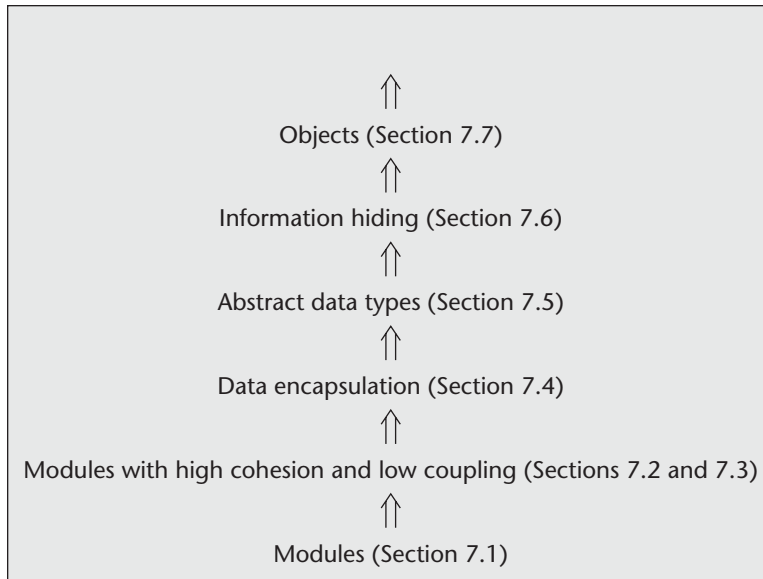 Objects (Section 7.7)
Information hiding (Section 7.6)
Abstract data types (Section 7.5)
Data encapsulation (Section 7.4)
Modules with high cohesion and low coupling (Sections 7.2 and 7.3)
Modules (Section 7.1)